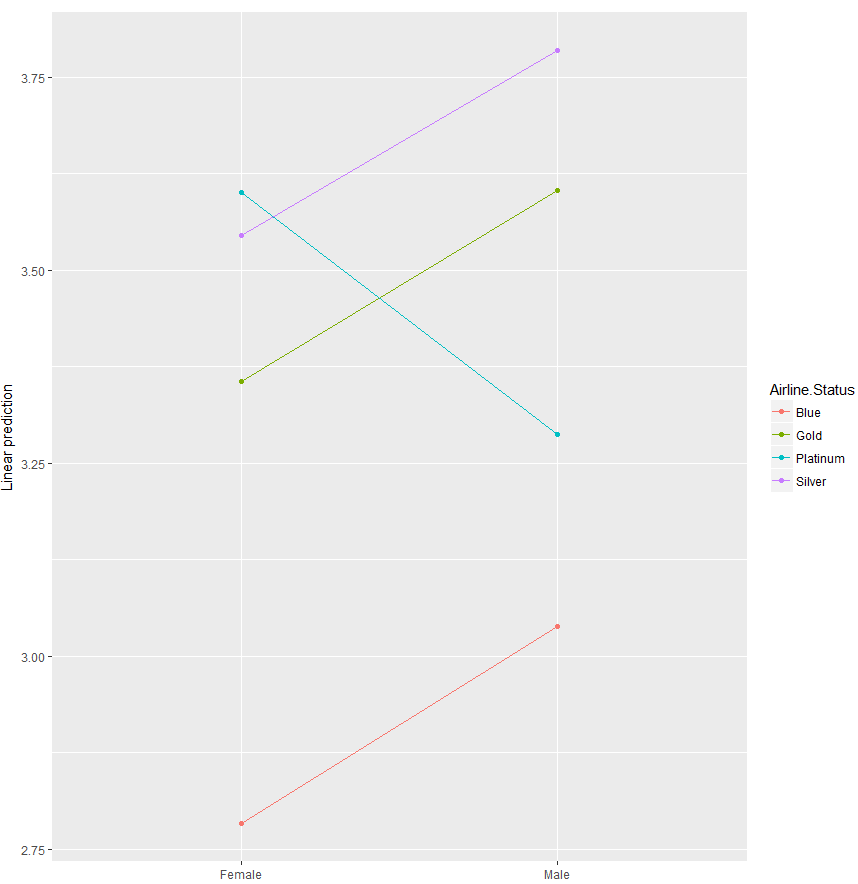 Linear prediction
3.75
3.50
3.25
3.00
2.75
Female
Male
Airline.Status
Blue
Gold
Platinum
Silver